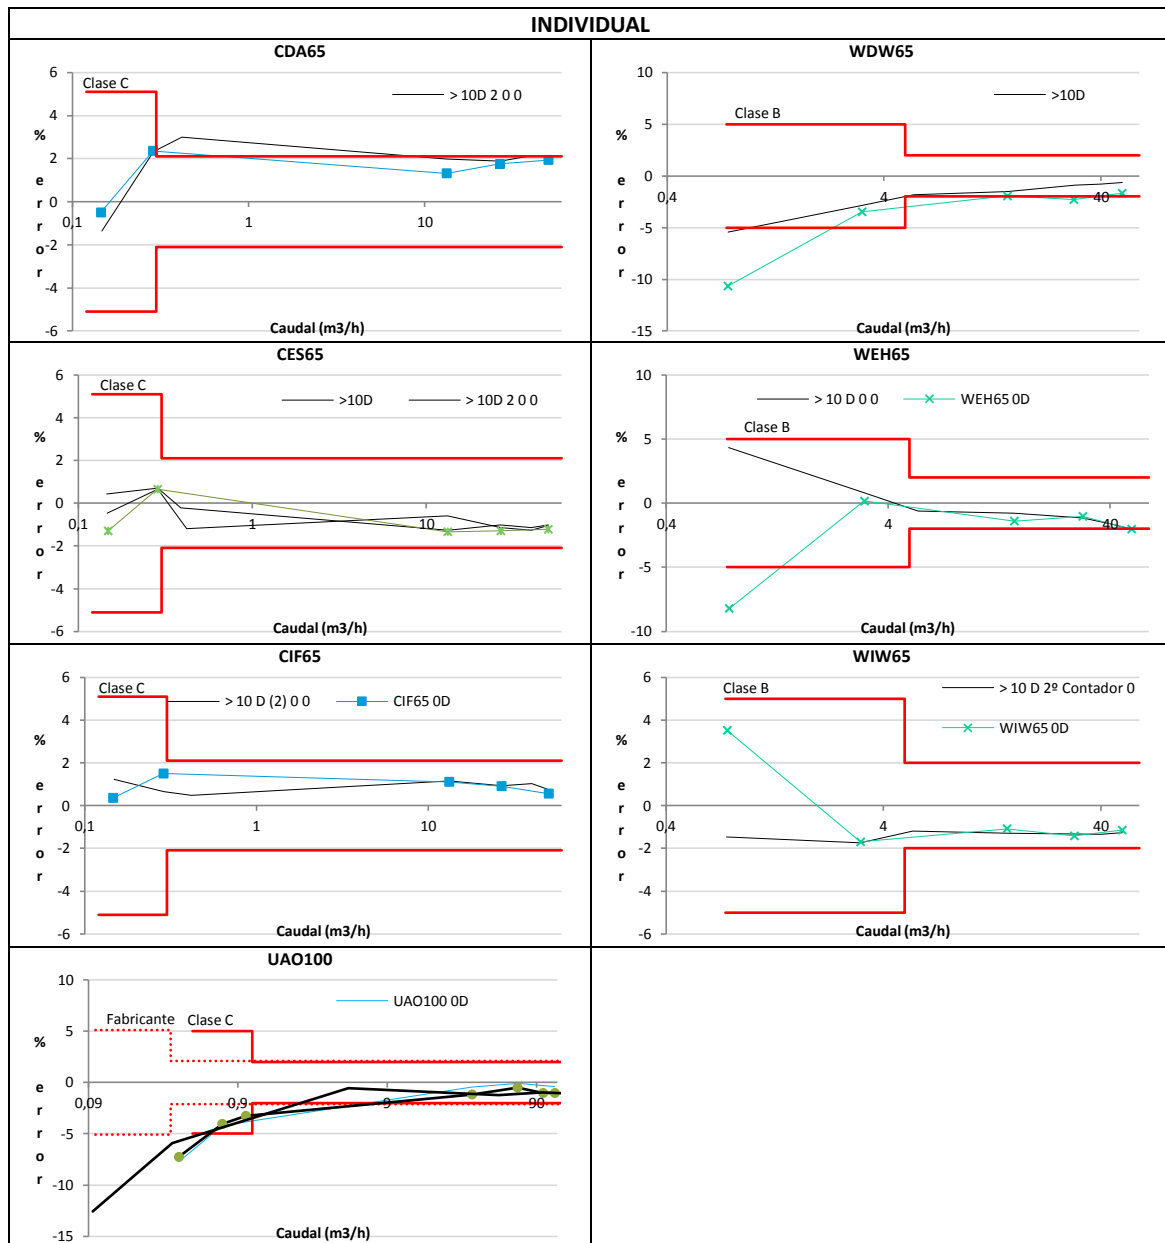 INDIVIDUAL
CDA65
6
4
2
0
-2
-4
-6
0,1
1
10
% error
Clase C
> 10D 2 0 0
Caudal (m3/h)
WDW65
10
5
0
-5
-10
-15
0,4
4
40
% error
Clase B
>10D
Caudal (m3/h)
CES65
6
4
2
0
-2
-4
-6
0,1
1
10
% error
Clase C
>10D
> 10D 2 0 0
Caudal (m3/h)
WEH65
10
5
0
-5
-10
0,4
4
40
% error
Clase B
> 10 D 0 0
WEH65 0D
Caudal (m3/h)
CIF65
6
4
2
0
-2
-4
-6
0,1
1
10
% error
Clase C
> 10 D (2) 0 0
CIF65 0D
Caudal (m3/h)
WIW65
6
4
2
0
-2
-4
-6
0,4
4
40
% error
Clase B
> 10 D 2º Contador 0
WIW65 0D
Caudal (m3/h)
UAO100
10
5
0
-5
-10
-15
0,09
0,9
9
90
% error
Fabricante
Clase C
UAO100 0D
Caudal (m3/h)